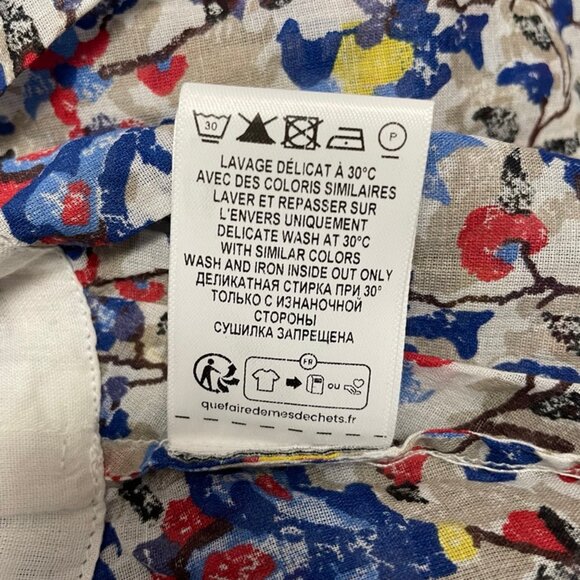 30 P
LAVAGE DÉLICAT À 30°C
AVEC DES COLORIS SIMILAIRES
LAVER ET REPASSER SUR
L'ENVERS UNIQUEMENT
DELICATE WASH AT 30°C
WITH SIMILAR COLORS
WASH AND IRON INSIDE OUT ONLY
ДЕЛИКАТНАЯ СТИРКА ПРИ 30°
ТОЛЬКО С ИЗНАНОЧНОЙ
СТОРОНЫ
СУШИЛКА ЗАПРЕЩЕНА
FR
OU
quefairedemesdechets.fr